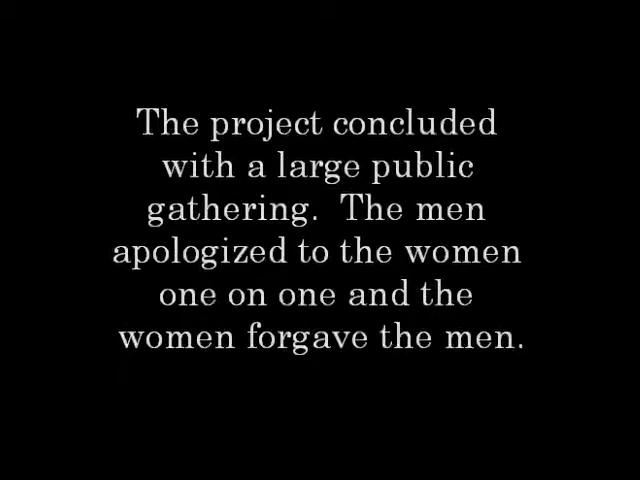 The project concluded
with a large public
gathering.  The men
apologized to the women
one on one and the
women forgave the men.